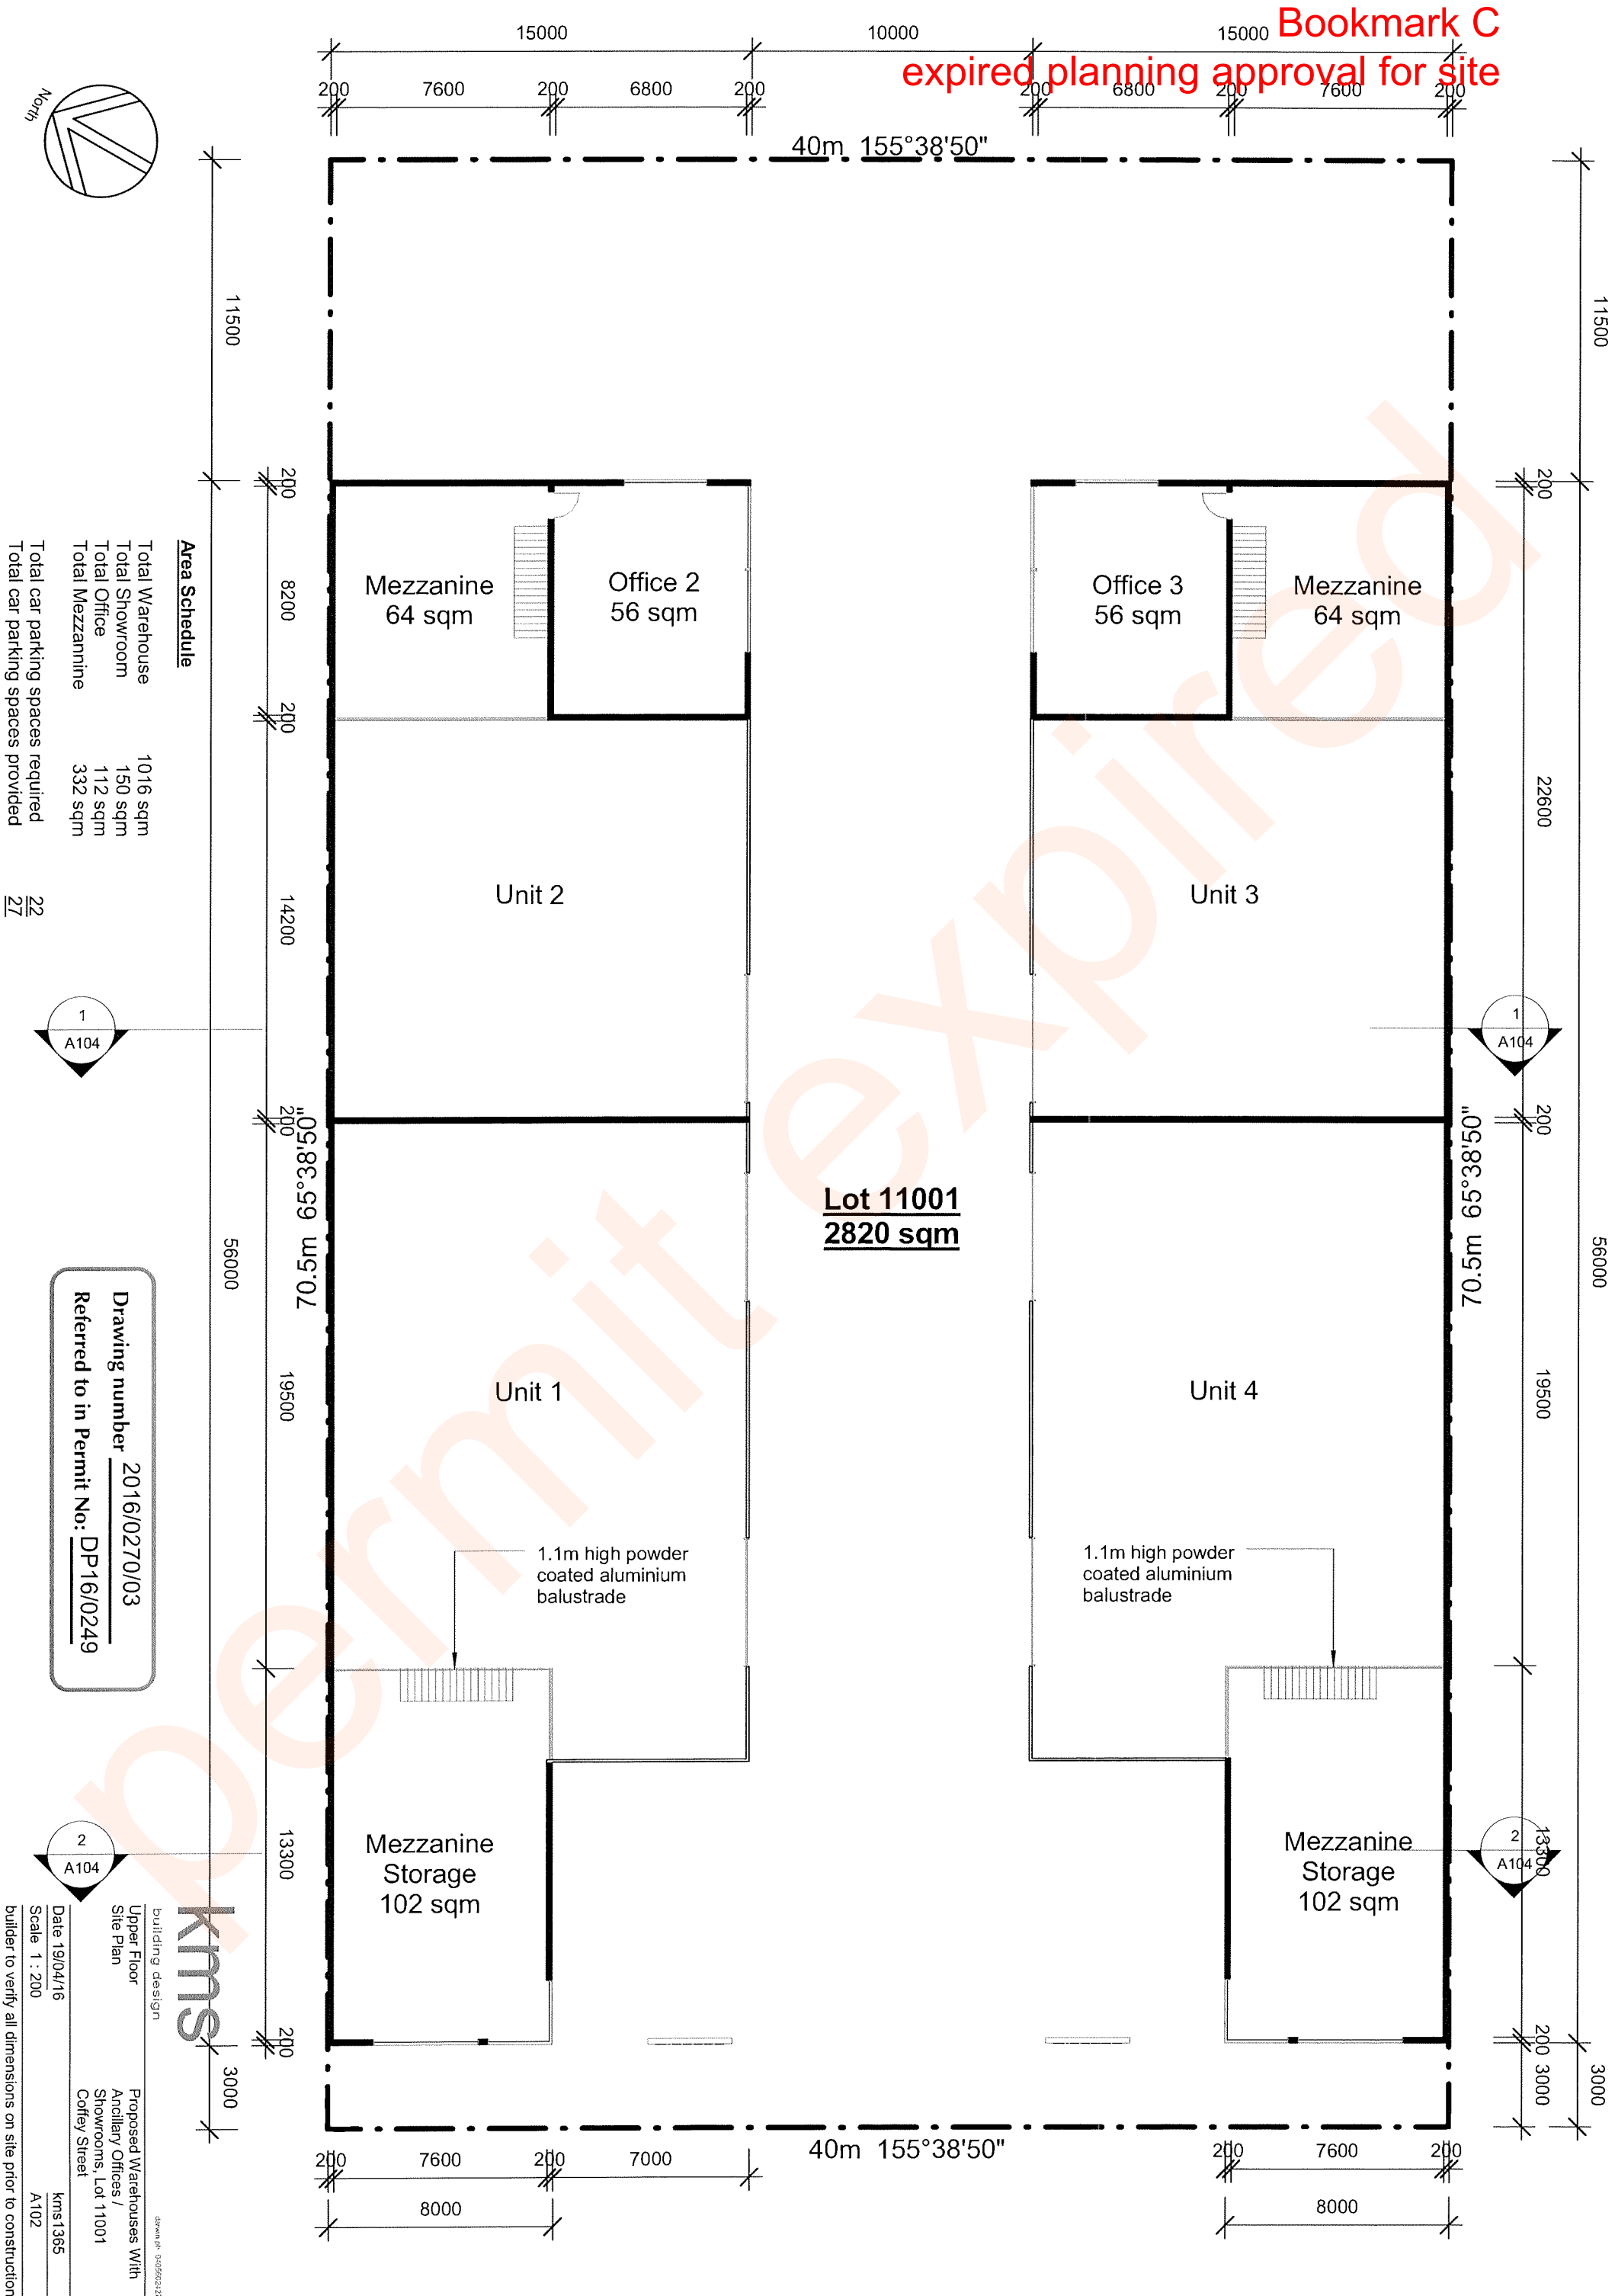 Bookmark C
expired planning approval for site
15000
10000
15000
200
7600
200
6800
200
200
6800
200
7600
200
North
40m 155°38'50"
11500
11500
200
8200
200
14200
200
19500
13300
200
56000
3000
200
22600
200
19500
13300
200
3000
56000
3000
Mezzanine
64 sqm
Office 2
56 sqm
Office 3
56 sqm
Mezzanine
64 sqm
Unit 2
Unit 3
1
A104
1
A104
70.5m 65°38'50"
70.5m 65°38'50"
Lot 11001
2820 sqm
Unit 1
Unit 4
1.1m high powder
coated aluminium
balustrade
1.1m high powder
coated aluminium
balustrade
Mezzanine
Storage
102 sqm
Mezzanine
Storage
102 sqm
2
A104
2
A104
40m 155°38'50"
200
7600
200
7000
8000
200
7600
200
8000
permit expired
Area Schedule
Total Warehouse 1016 sqm
Total Showroom 150 sqm
Total Office 112 sqm
Total Mezzannine 332 sqm
Total car parking spaces required 22
Total car parking spaces provided 27
Drawing number 2016/0270/03
Referred to in Permit No: DP16/0249
kms
building design
Upper Floor
Site Plan
Proposed Warehouses With
Ancillary Offices /
Showrooms, Lot 11001
Coffey Street
Date 19/04/16
kms1365
Scale 1 : 200
A102
builder to verify all dimensions on site prior to construction